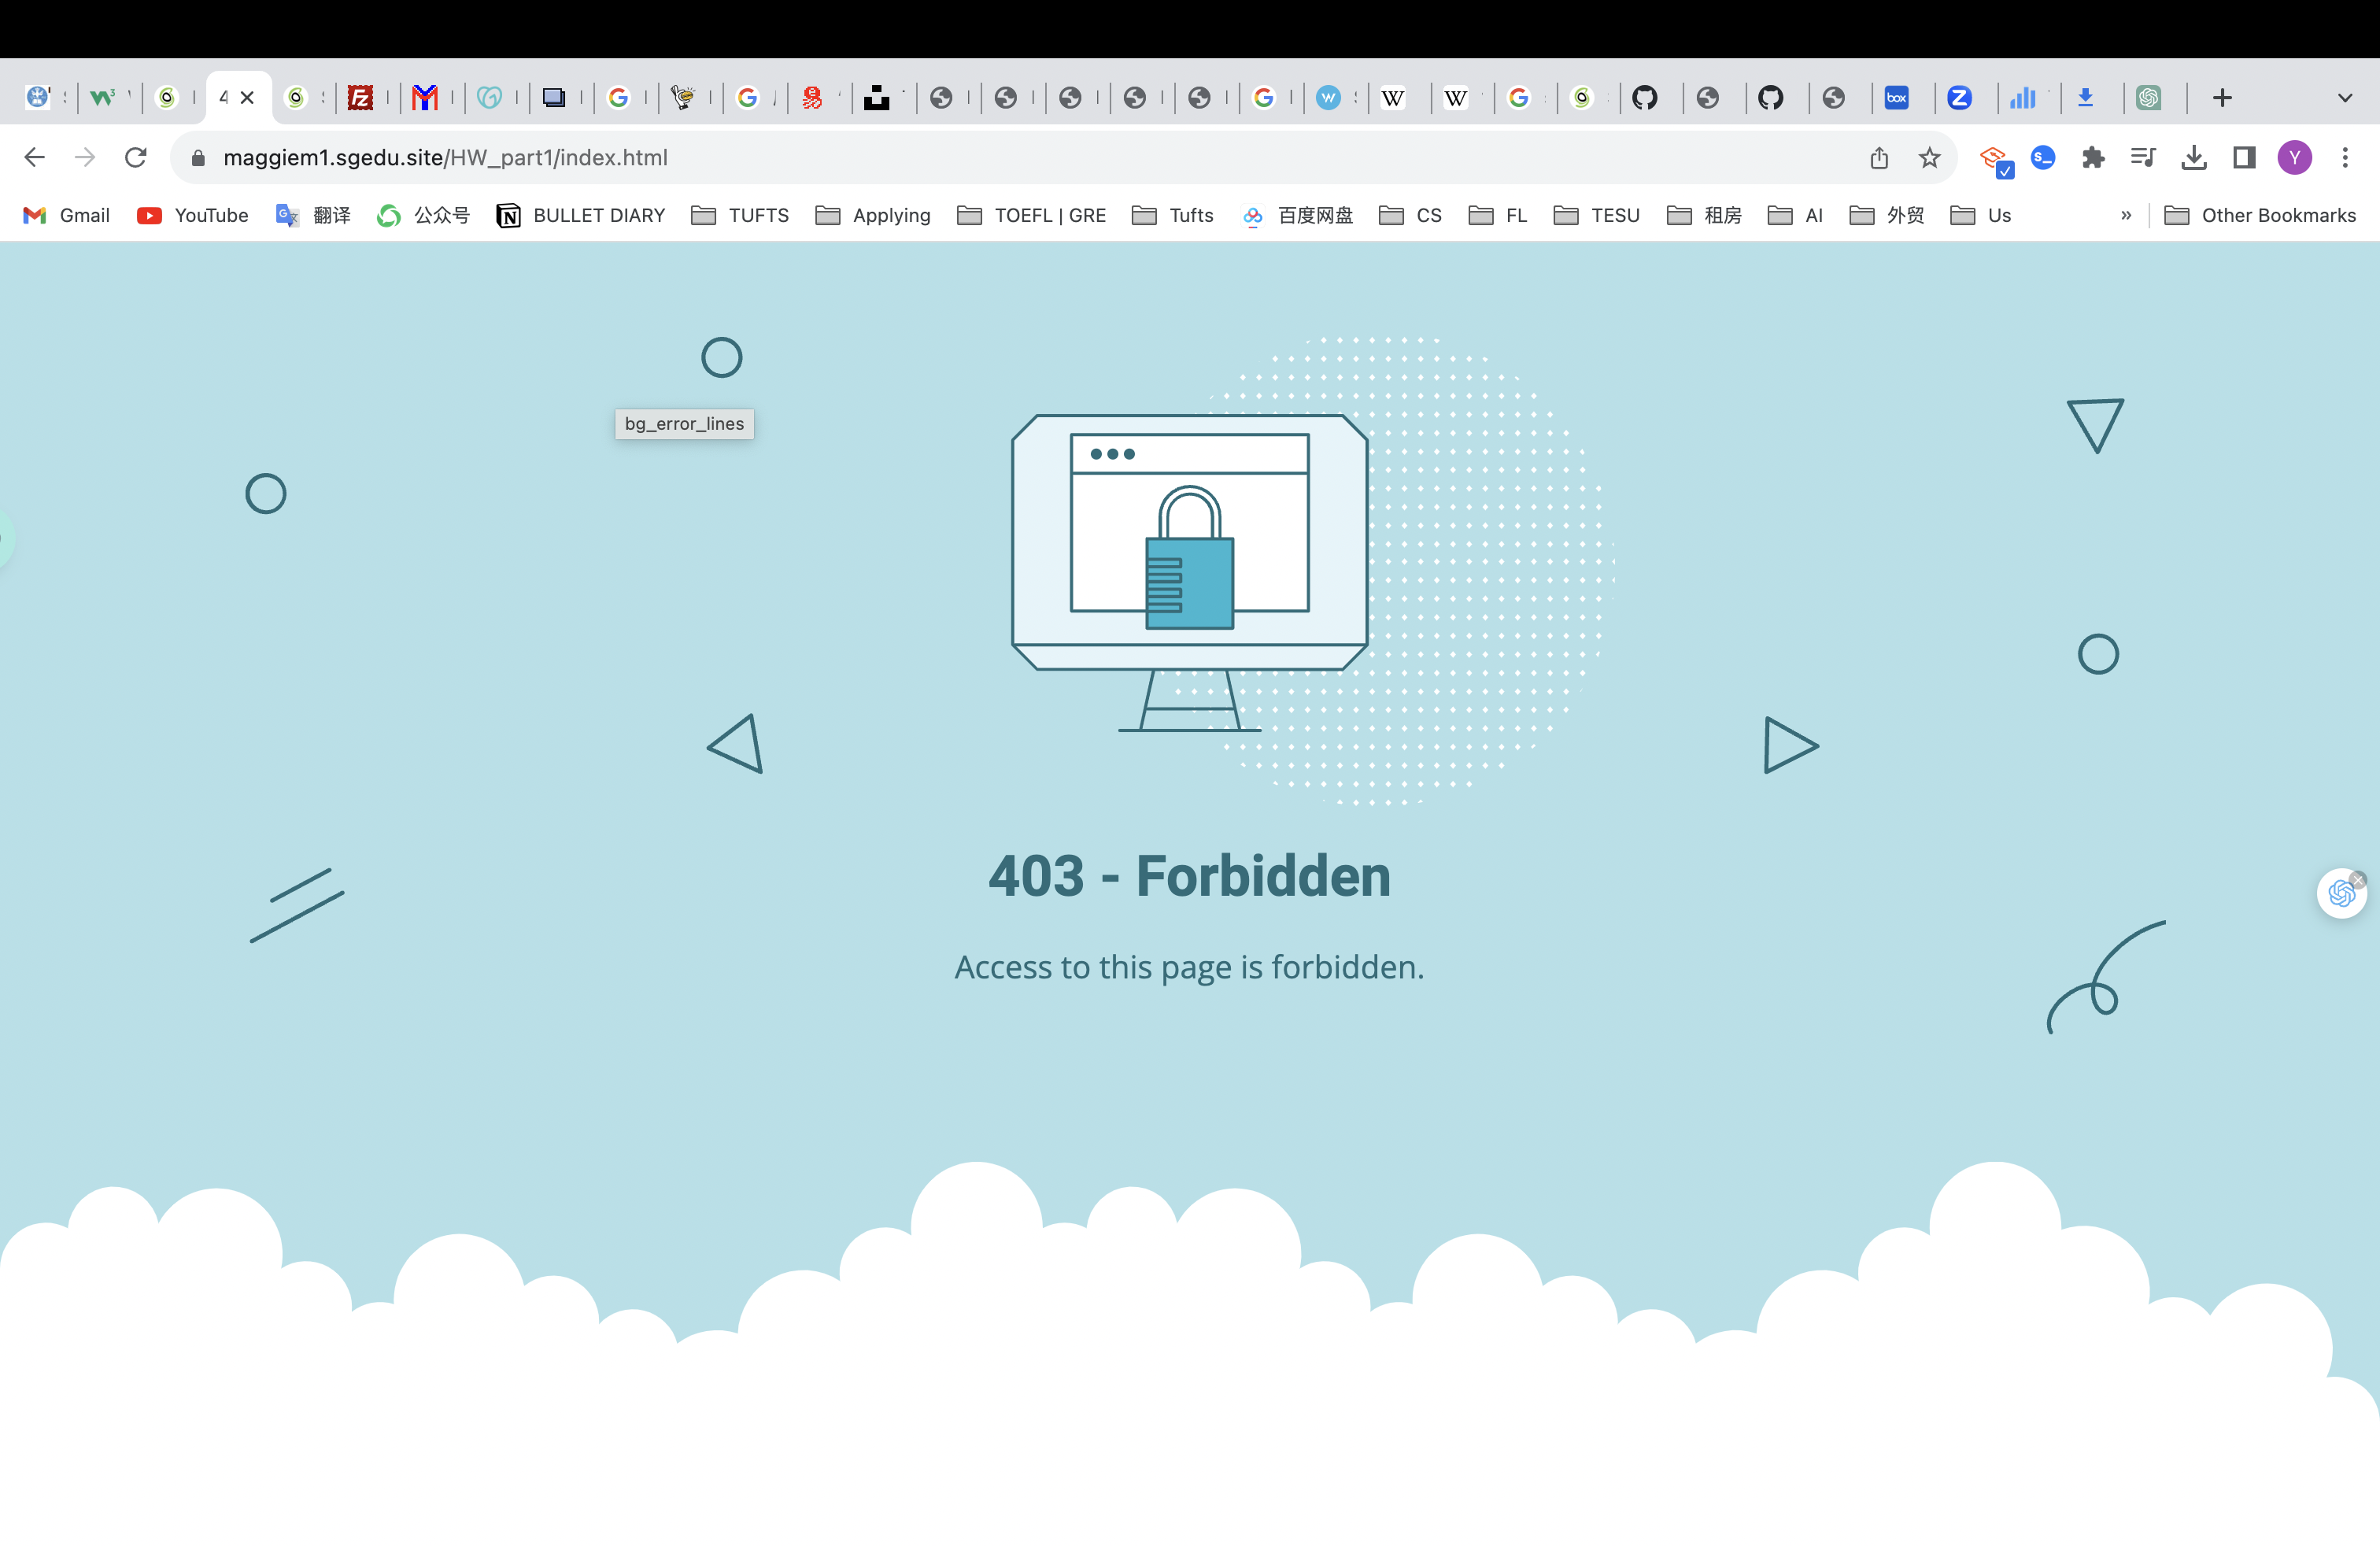 4
maggiem1.sgedu.site/HW_part1/index.html
Gmail YouTube 翻译 公众号 BULLET DIARY TUFTS Applying TOEFL | GRE Tufts 百度网盘 CS FL TESU 租房 AI 外贸 Us » Other Bookmarks
bg_error_lines
403 - Forbidden
Access to this page is forbidden.